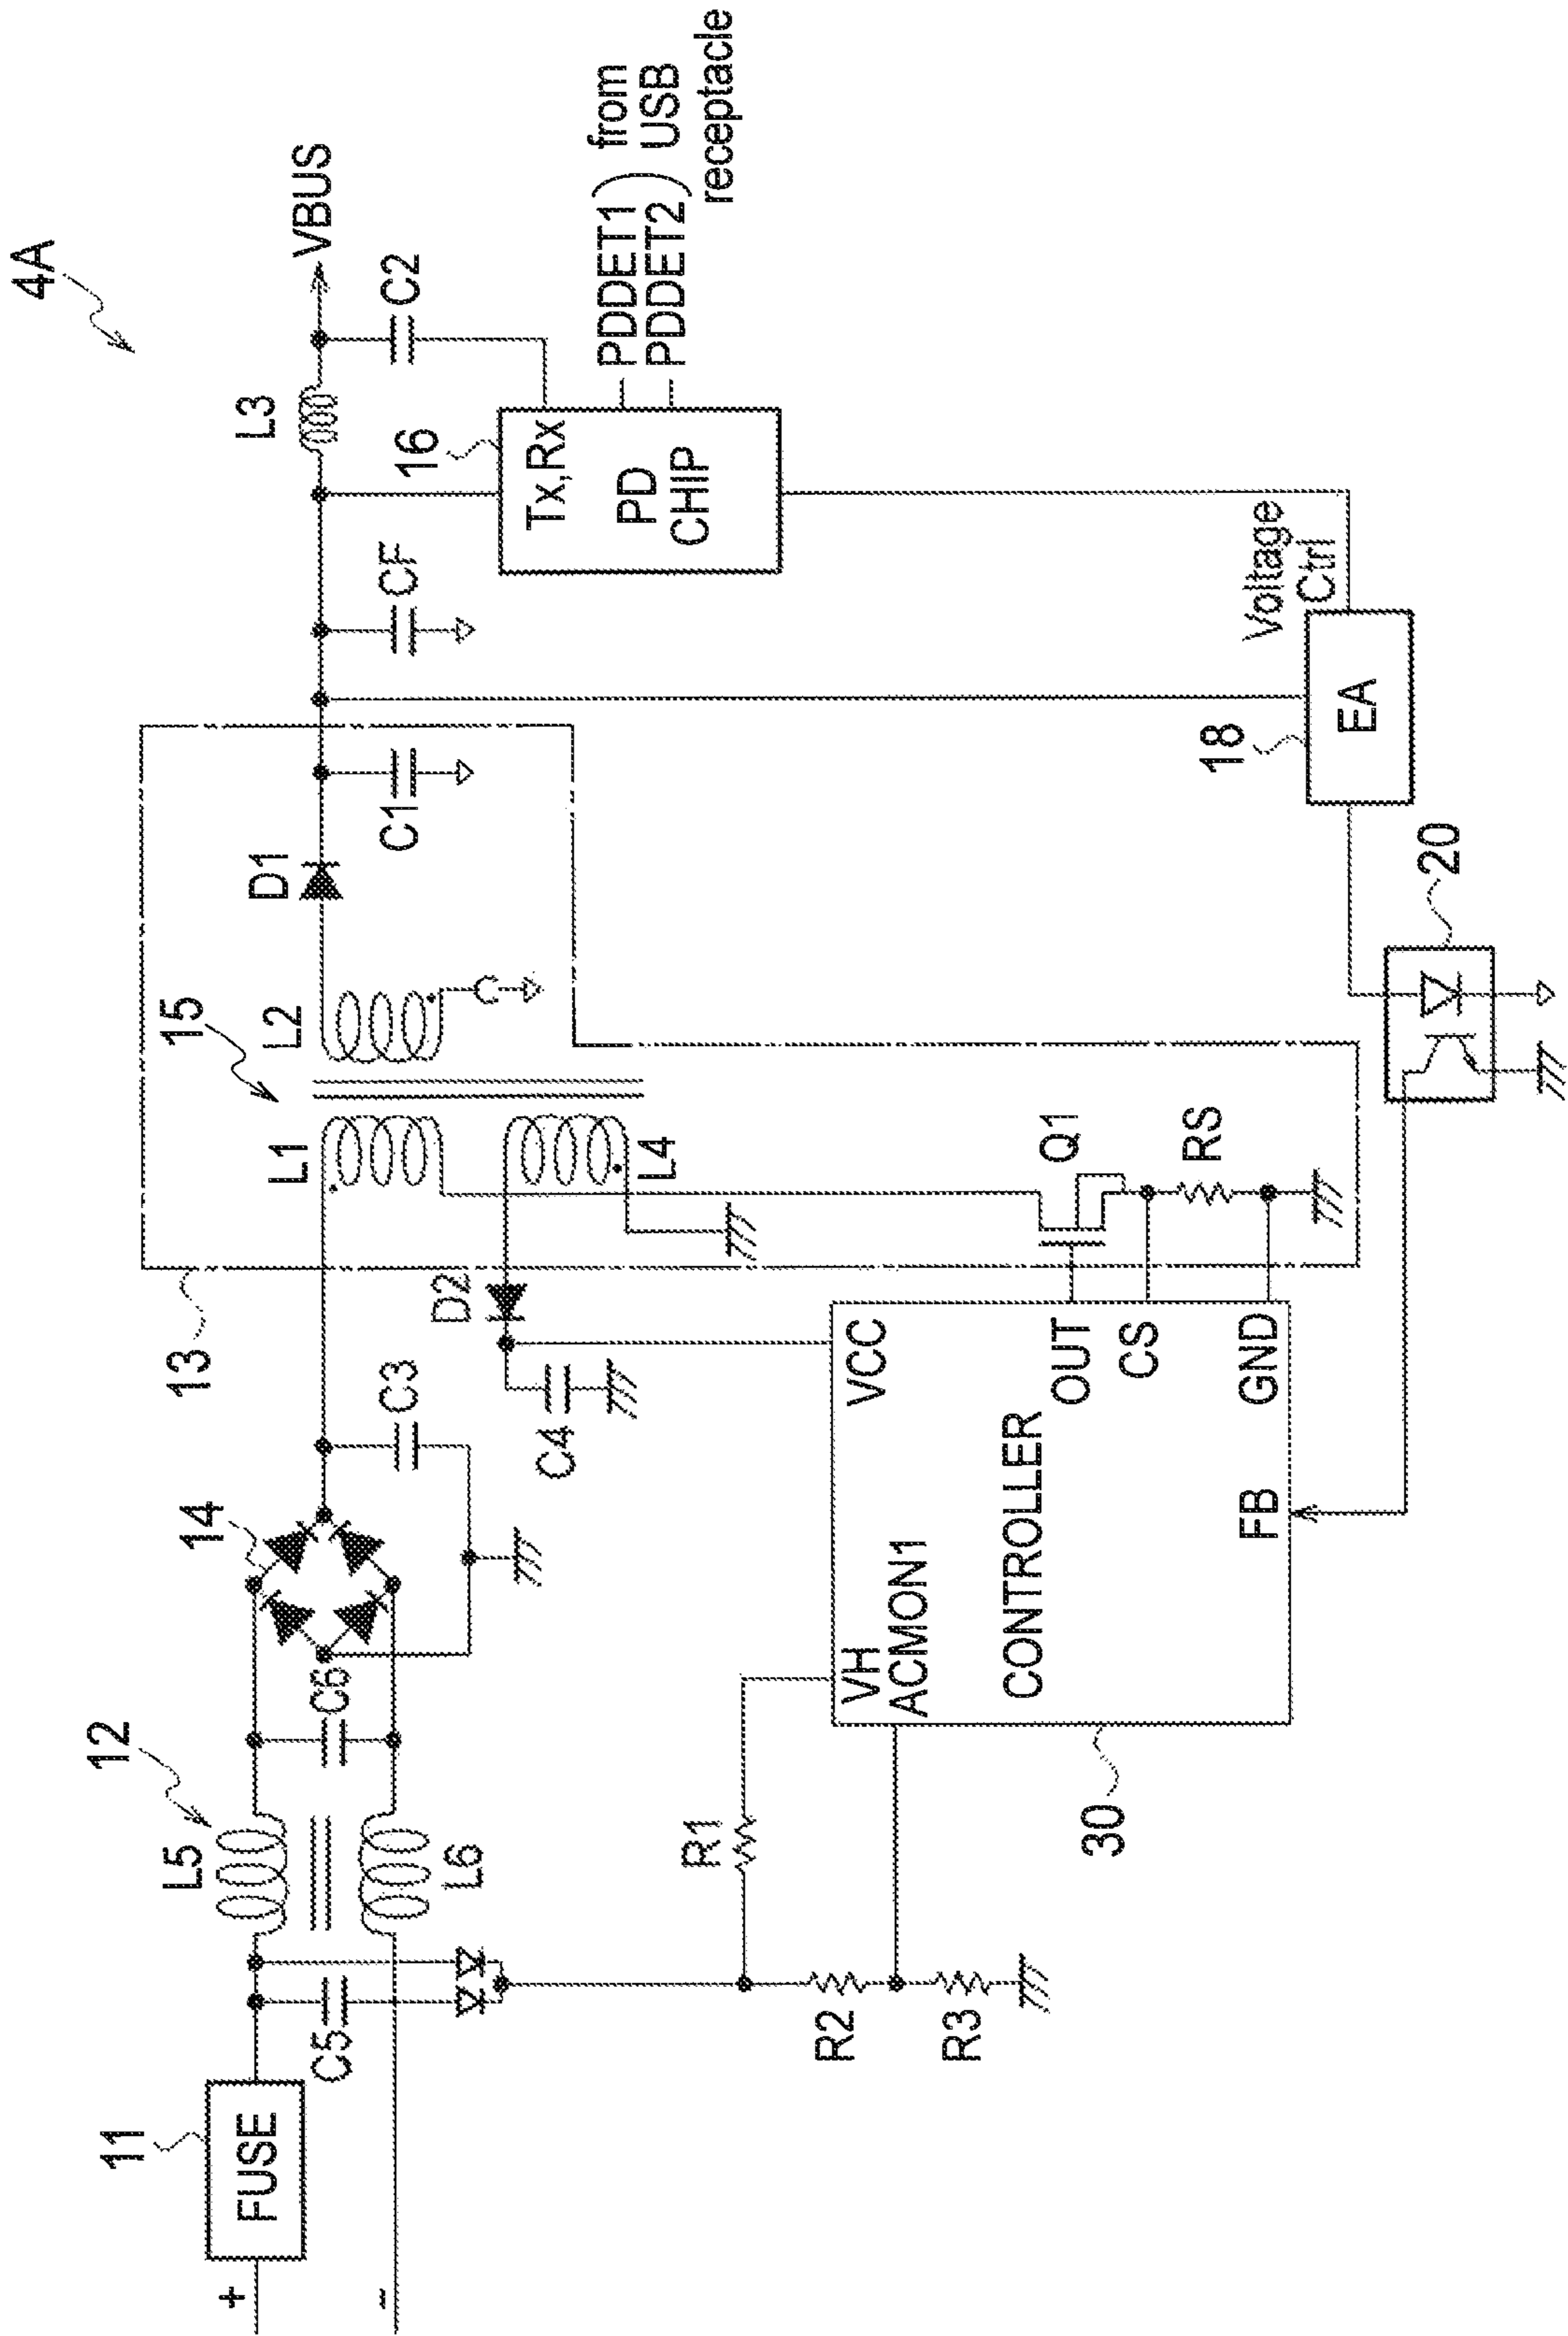 4A
11
FUSE
+
-
C5
L5
12
L6
C6
14
C3
13
15
L1
L2
D1
C1
CF
L3
VBUS
C2
16
Tx,Rx
PD
CHIP
PDDET1
PDDET2
)
from
USB
receptacle
D2
C4
L4
Q1
RS
R1
R2
R3
VH
ACMON1
VCC
CONTROLLER
OUT
CS
GND
FB
30
Voltage
Ctrl
18
EA
20